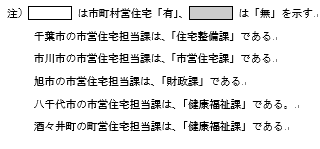 注）　　　は市町村営住宅「有」、　　　は「無」を示す。
千葉市の市営住宅担当課は、「住宅整備課」である。
市川市の市営住宅担当課は、「市営住宅課」である。
旭市の市営住宅担当課は、「財政課」である。
八千代市の市営住宅担当課は、「健康福祉課」である。
酒々井町の町営住宅担当課は、「健康福祉課」である。